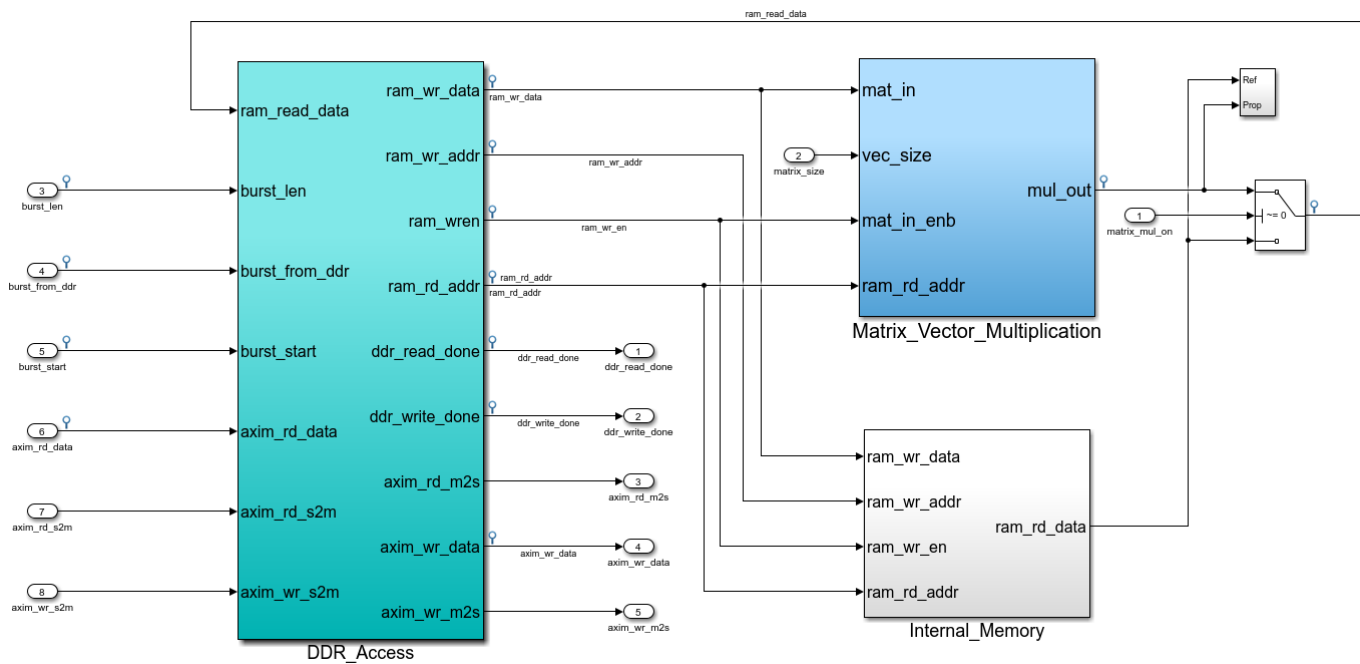 ram_read_data
ram_read_data
burst_len
burst_from_ddr
burst_start
axim_rd_data
axim_rd_s2m
axim_wr_s2m
ram_wr_data
ram_wr_addr
ram_wren
ram_rd_addr
ddr_read_done
ddr_write_done
axim_rd_m2s
axim_wr_data
axim_wr_m2s
DDR_Access
3
burst_len
4
burst_from_ddr
5
burst_start
6
axim_rd_data
7
axim_rd_s2m
8
axim_wr_s2m
ram_wr_data
ram_wr_addr
ram_wr_en
ram_rd_addr
ram_rd_addr
ddr_read_done
1
ddr_read_done
ddr_write_done
2
ddr_write_done
3
axim_rd_m2s
axim_wr_data
4
axim_wr_data
5
axim_wr_m2s
2
matrix_size
mat_in
vec_size
mat_in_enb
ram_rd_addr
mul_out
Matrix_Vector_Multiplication
Ref
Prop
1
matrix_mul_on
~= 0
ram_wr_data
ram_wr_addr
ram_wr_en
ram_rd_addr
ram_rd_data
Internal_Memory